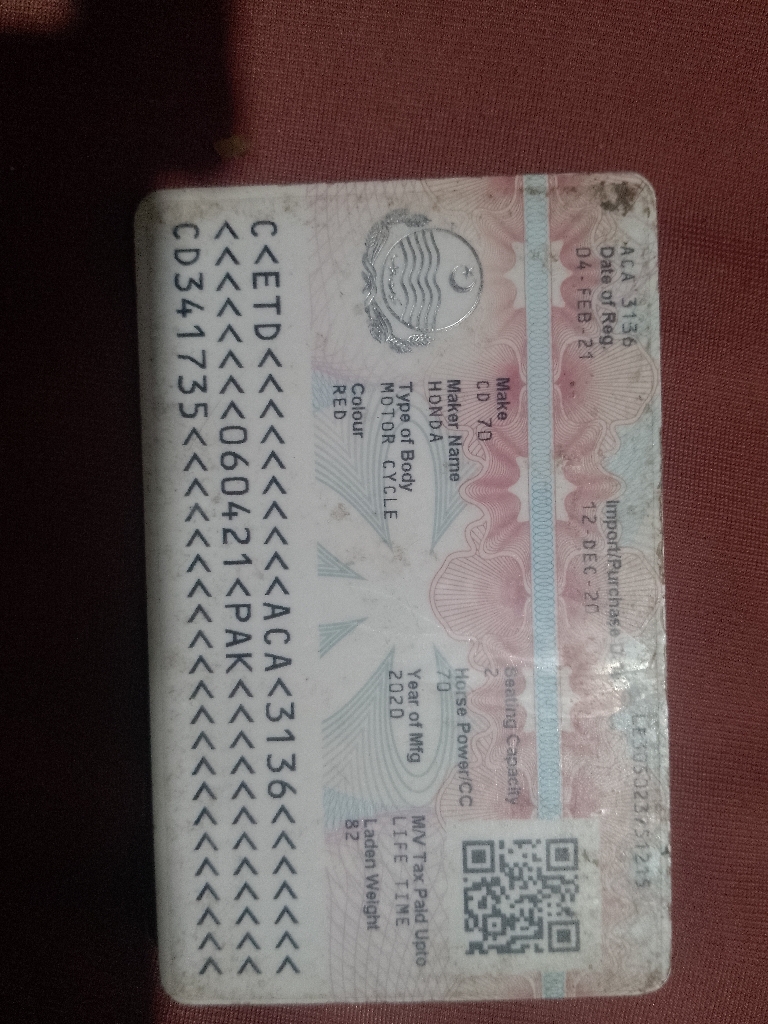 ACA 3136
Date of Reg.
04-FEB-21
Import/Purchase
12-DEC-20
Make
CD 70
Seating Capacity
2
Maker Name
HONDA
Horse Power/CC
70
Type of Body
MOTOR CYCLE
Year of Mfg
2020
M/V Tax Paid Upto
LIFE TIME
Colour
RED
Laden Weight
82
C<ETD<<<<<<<<<<ACA<3136<<<<<<<
<<<<<<<<060421<PAK<<<<<<<<<<<<
CD341735<<<<<<<<<<<<<<<<<<<<<<